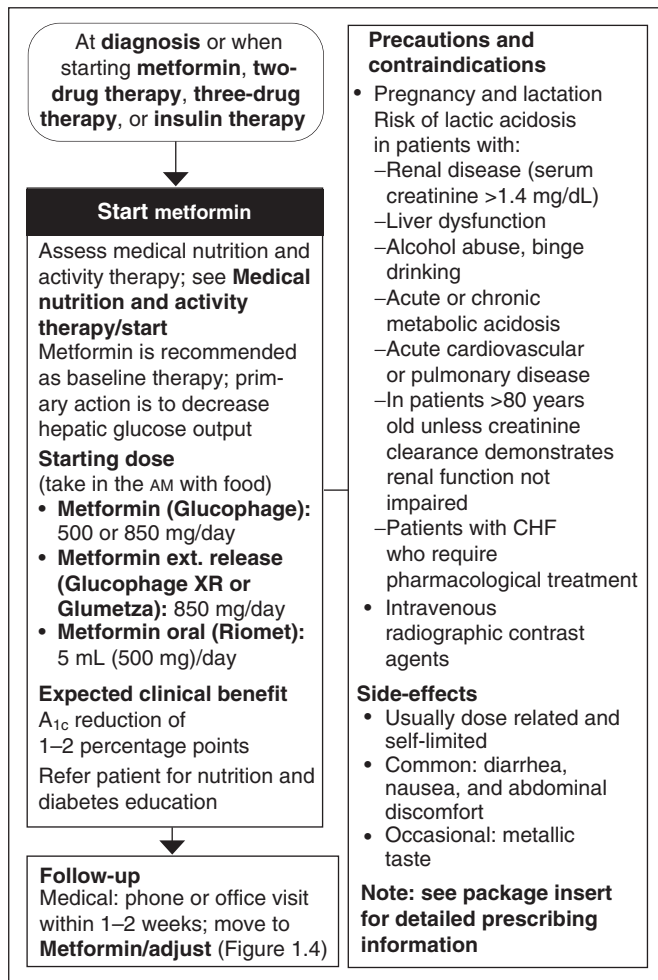 At diagnosis or when
starting metformin, two-
drug therapy, three-drug
therapy, or insulin therapy
Start metformin
Assess medical nutrition and
activity therapy; see Medical
nutrition and activity
therapy/start
Metformin is recommended
as baseline therapy; prim-
ary action is to decrease
hepatic glucose output
Starting dose
(take in the AM with food)
• Metformin (Glucophage):
500 or 850 mg/day
• Metformin ext. release
(Glucophage XR or
Glumetza): 850 mg/day
• Metformin oral (Riomet):
5 mL (500 mg)/day
Expected clinical benefit
A1c reduction of
1–2 percentage points
Refer patient for nutrition and
diabetes education
Follow-up
Medical: phone or office visit
within 1–2 weeks; move to
Metformin/adjust (Figure 1.4)
Precautions and
contraindications
• Pregnancy and lactation
Risk of lactic acidosis
in patients with:
–Renal disease (serum
creatinine >1.4 mg/dL)
–Liver dysfunction
–Alcohol abuse, binge
drinking
–Acute or chronic
metabolic acidosis
–Acute cardiovascular
or pulmonary disease
–In patients >80 years
old unless creatinine
clearance demonstrates
renal function not
impaired
–Patients with CHF
who require
pharmacological treatment
• Intravenous
radiographic contrast
agents
Side-effects
• Usually dose related and
self-limited
• Common: diarrhea,
nausea, and abdominal
discomfort
• Occasional: metallic
taste
Note: see package insert
for detailed prescribing
information